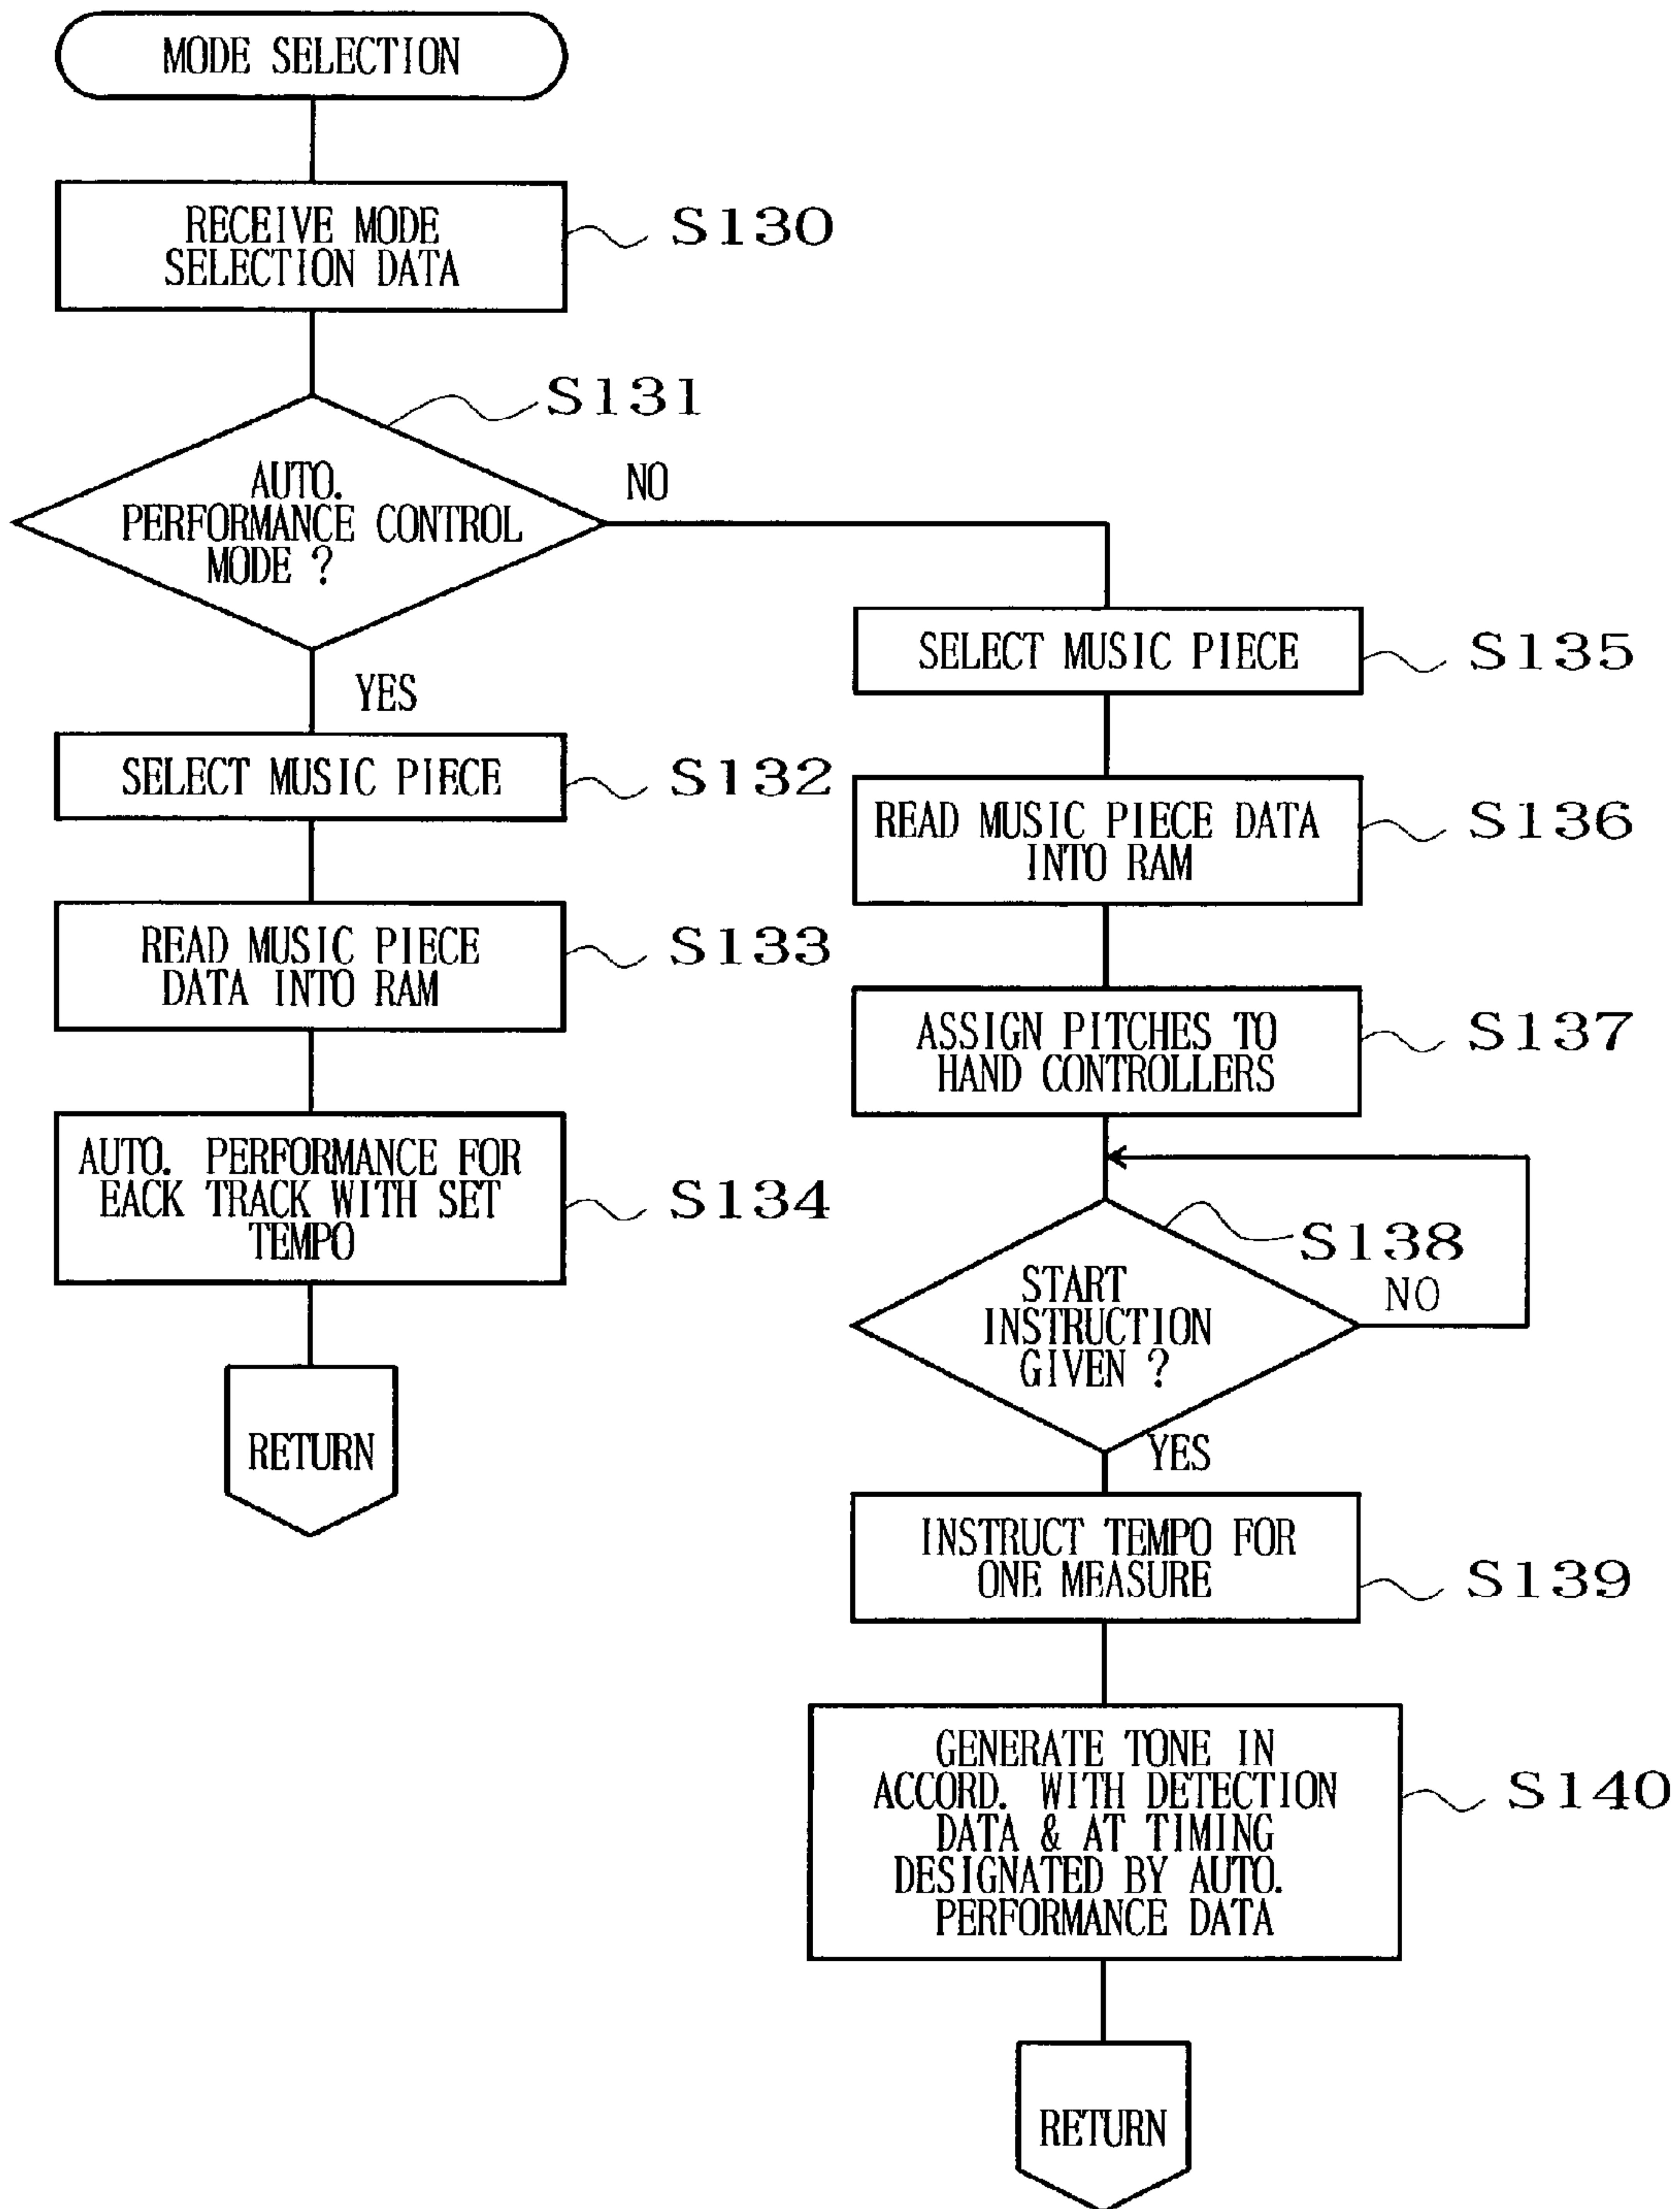 MODE SELECTION
RECEIVE MODE
SELECTION DATA
S130
S131
AUTO.
PERFORMANCE CONTROL
MODE ?
NO
YES
SELECT MUSIC PIECE
S132
READ MUSIC PIECE
DATA INTO RAM
S133
AUTO. PERFORMANCE FOR
EACK TRACK WITH SET
TEMPO
S134
RETURN
SELECT MUSIC PIECE
S135
READ MUSIC PIECE DATA
INTO RAM
S136
ASSIGN PITCHES TO
HAND CONTROLLERS
S137
S138
START
INSTRUCTION
GIVEN ?
NO
YES
INSTRUCT TEMPO FOR
ONE MEASURE
S139
GENERATE TONE IN
ACCORD. WITH DETECTION
DATA & AT TIMING
DESIGNATED BY AUTO.
PERFORMANCE DATA
S140
RETURN